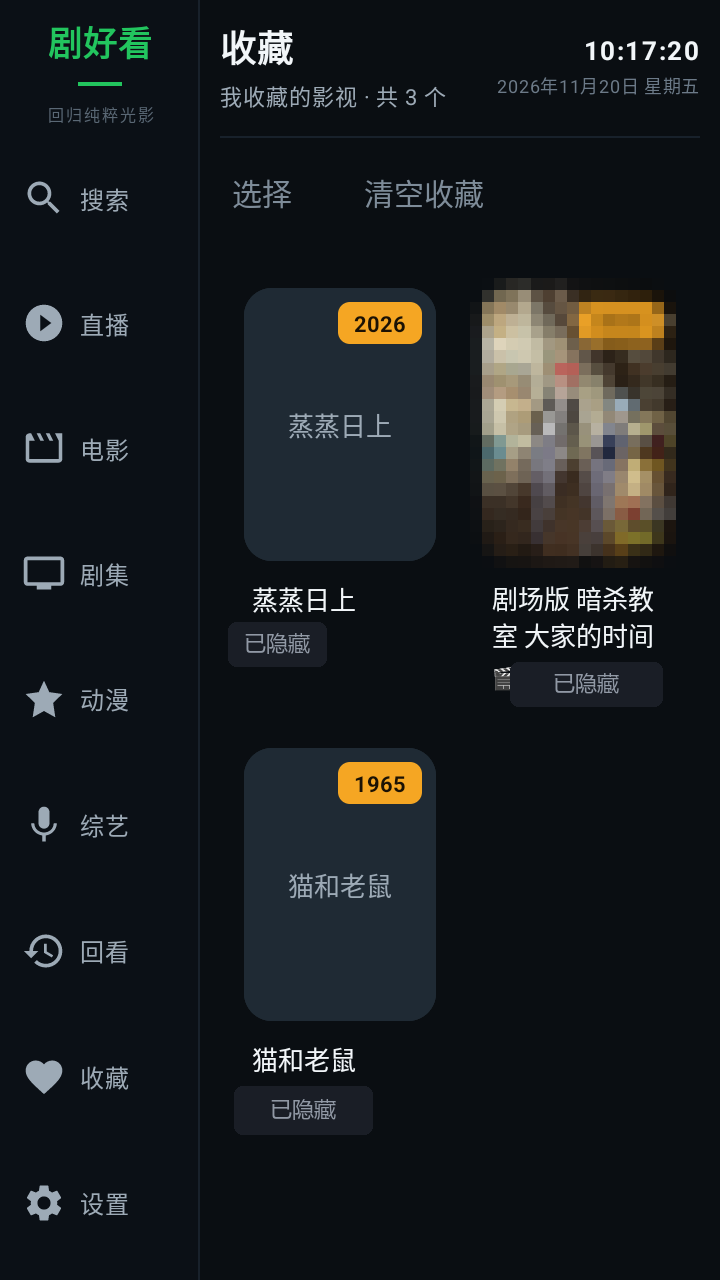 剧好看
回归纯粹光影
搜索
直播
电影
剧集
动漫
综艺
回看
收藏
设置
收藏
我收藏的影视 · 共 3 个
10:17:20
2026年11月20日 星期五
选择
清空收藏
2026
蒸蒸日上
蒸蒸日上
已隐藏
剧场版 暗杀教
室 大家的时间
已隐藏
1965
猫和老鼠
猫和老鼠
已隐藏